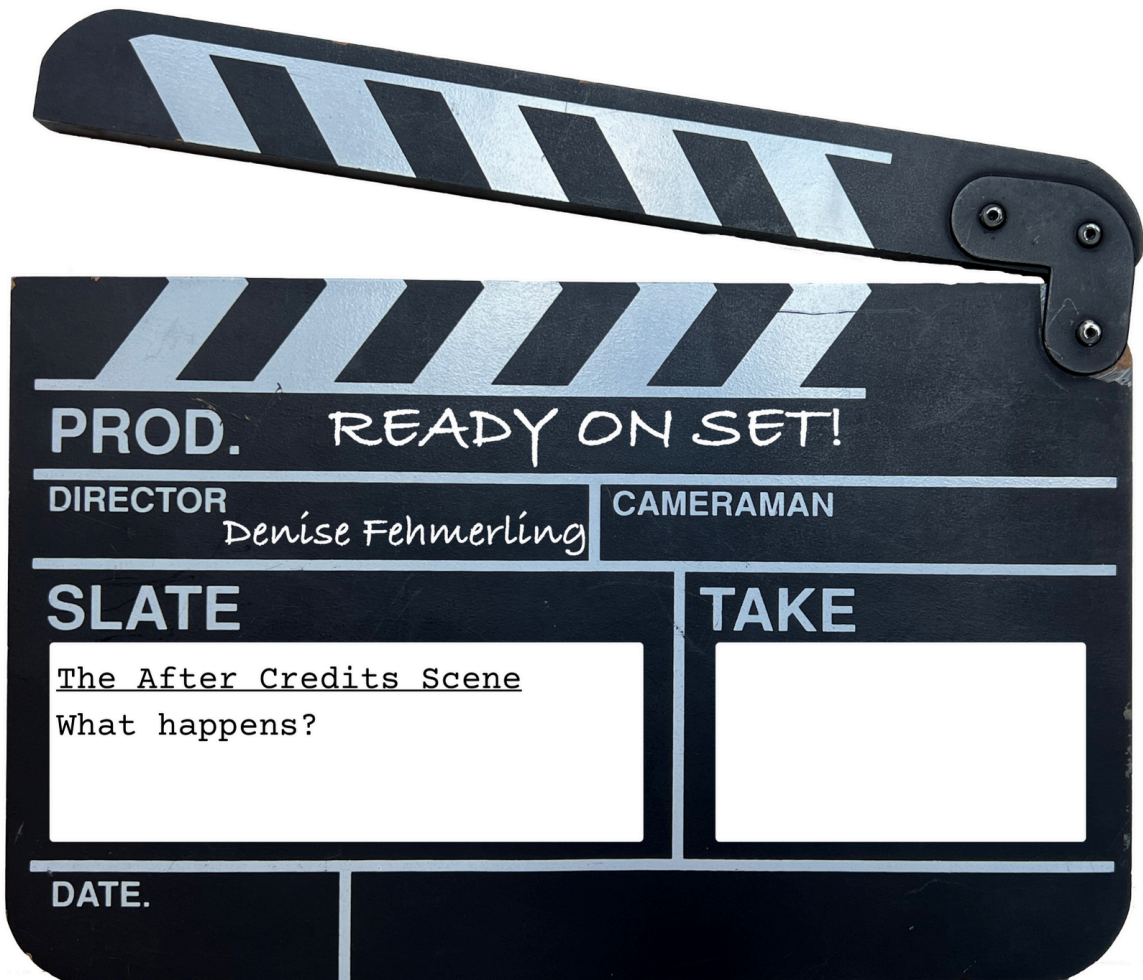 PROD. READY ON SET!
DIRECTOR
Denise Fehmerling
CAMERAMAN
SLATE
TAKE
The After Credits Scene
What happens?
DATE.